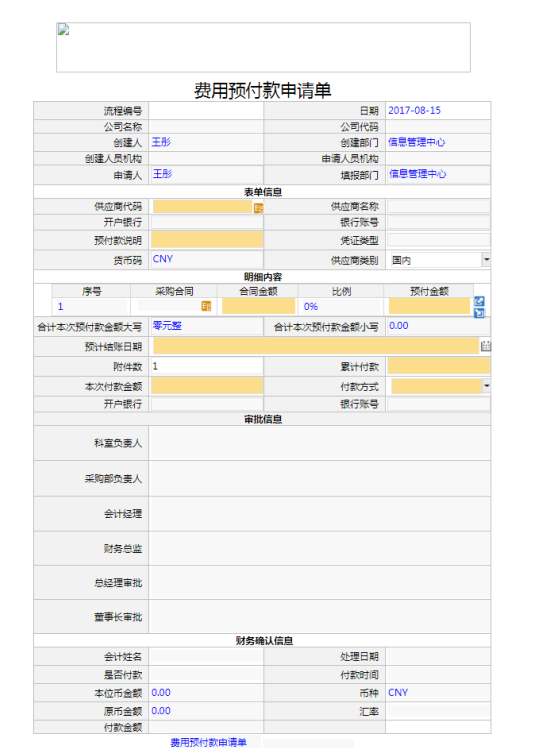 费用预付款申请单
流程编号 日期 2017-08-15
公司名称 公司代码
创建人 王彤 创建部门 信息管理中心
创建人员机构 申请人员机构
申请人 王彤 填报部门 信息管理中心
表单信息
供应商代码 供应商名称
开户银行 银行账号
预付款说明 凭证类型
货币码 CNY 供应商类别 国内
明细内容
序号 采购合同 合同金额 比例 预付金额
1 0%
合计本次预付款金额大写 零元整 合计本次预付款金额小写 0.00
预计结账日期
附件数 1 累计付款
本次付款金额 付款方式
开户银行 银行账号
审批信息
科室负责人
采购部负责人
会计经理
财务总监
总经理审批
董事长审批
财务确认信息
会计姓名 处理日期
是否付款 付款时间
本位币金额 0.00 币种 CNY
原币金额 0.00 汇率
付款金额
费用预付款申请单